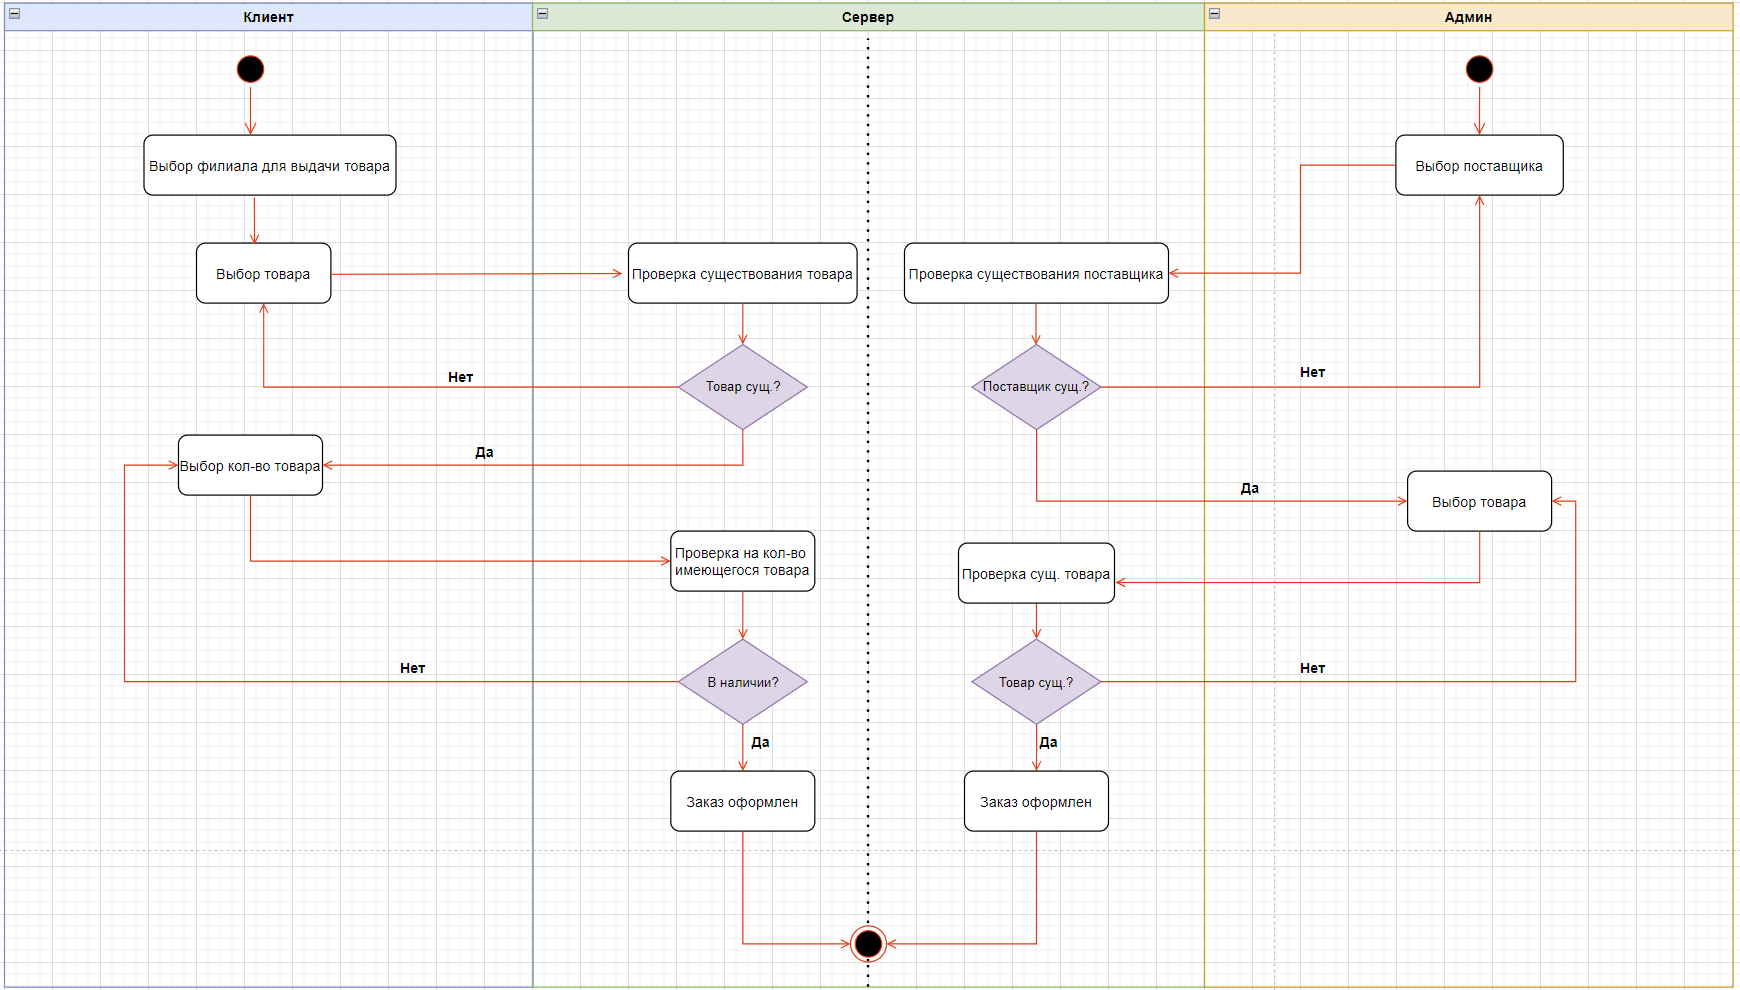 Клиент
Сервер
Админ
Выбор филиала для выдачи товара
Выбор поставщика
Выбор товара
Проверка существования товара
Проверка существования поставщика
Товар сущ.?
Поставщик сущ.?
Нет
Нет
Да
Выбор кол-во товара
Да
Выбор товара
Проверка на кол-во
имеющегося товара
Проверка сущ. товара
Нет
В наличии?
Товар сущ.?
Нет
Да
Да
Заказ оформлен
Заказ оформлен